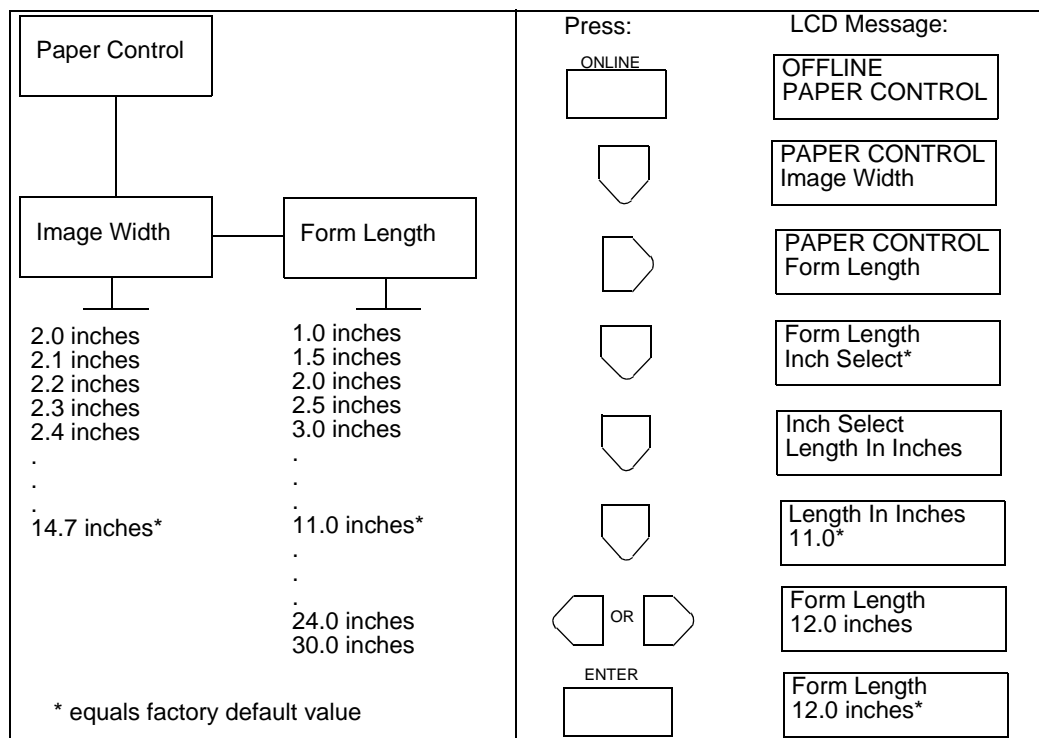 Paper Control
Image Width
Form Length
2.0 inches
2.1 inches
2.2 inches
2.3 inches
2.4 inches
.
.
.
14.7 inches*
1.0 inches
1.5 inches
2.0 inches
2.5 inches
3.0 inches
.
.
.
11.0 inches*
.
.
.
24.0 inches
30.0 inches
* equals factory default value
Press:
LCD Message:
ONLINE
OFFLINE
PAPER CONTROL
PAPER CONTROL
Image Width
PAPER CONTROL
Form Length
Form Length
Inch Select*
Inch Select
Length In Inches
Length In Inches
11.0*
OR
Form Length
12.0 inches
ENTER
Form Length
12.0 inches*